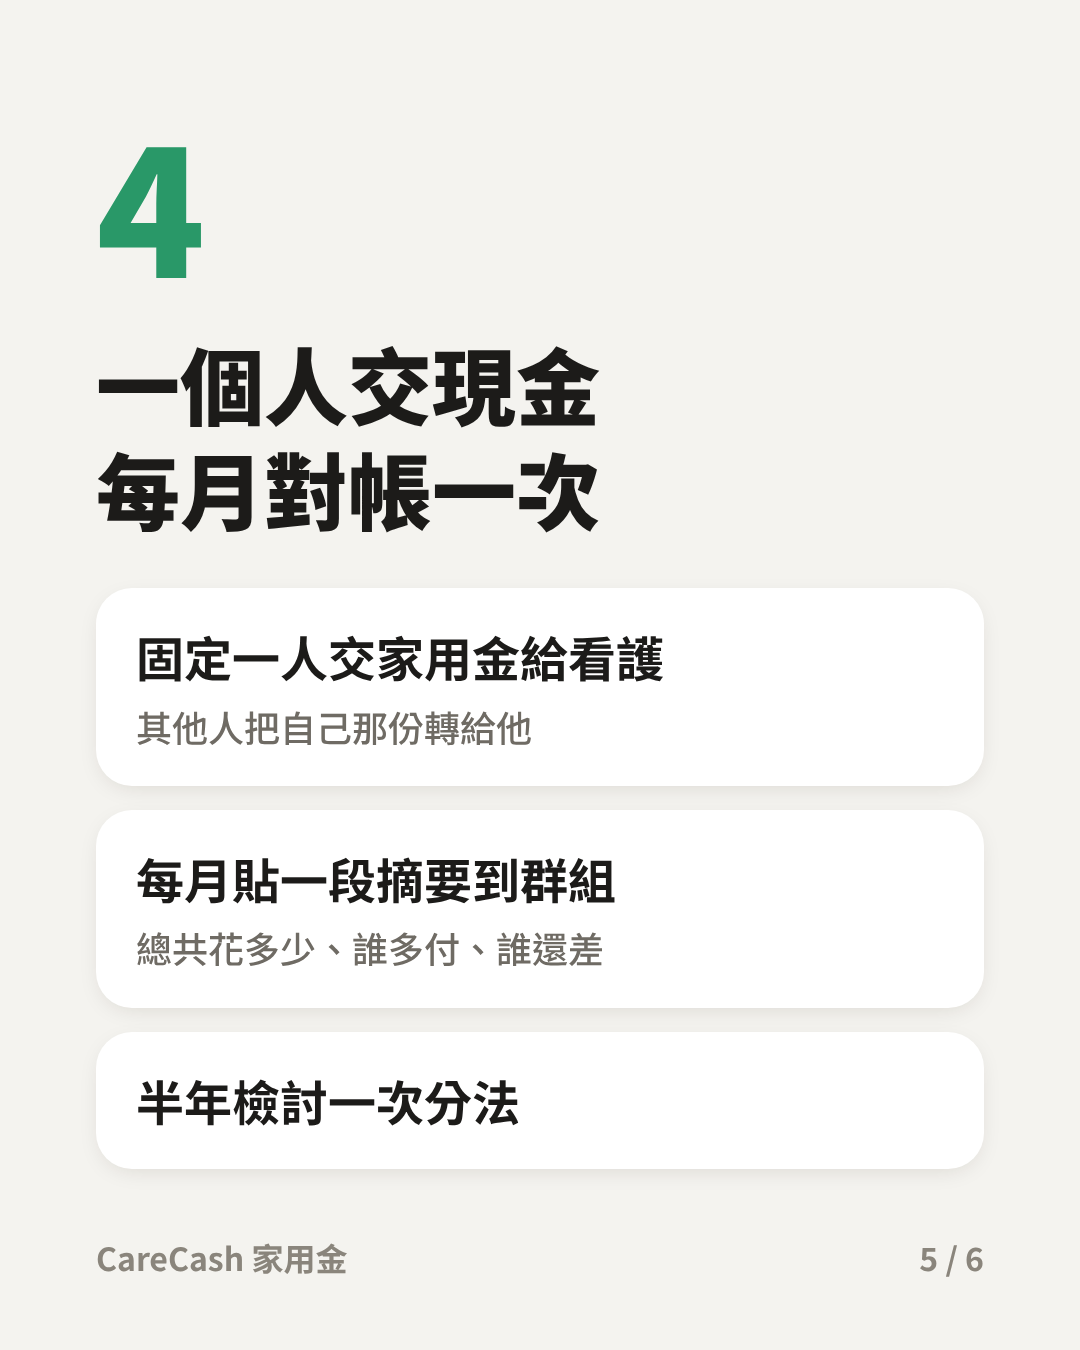 4
一個人交現金
每月對帳一次
固定一人交家用金給看護
其他人把自己那份轉給他
每月貼一段摘要到群組
總共花多少、誰多付、誰還差
半年檢討一次分法
CareCash 家用金
5 / 6